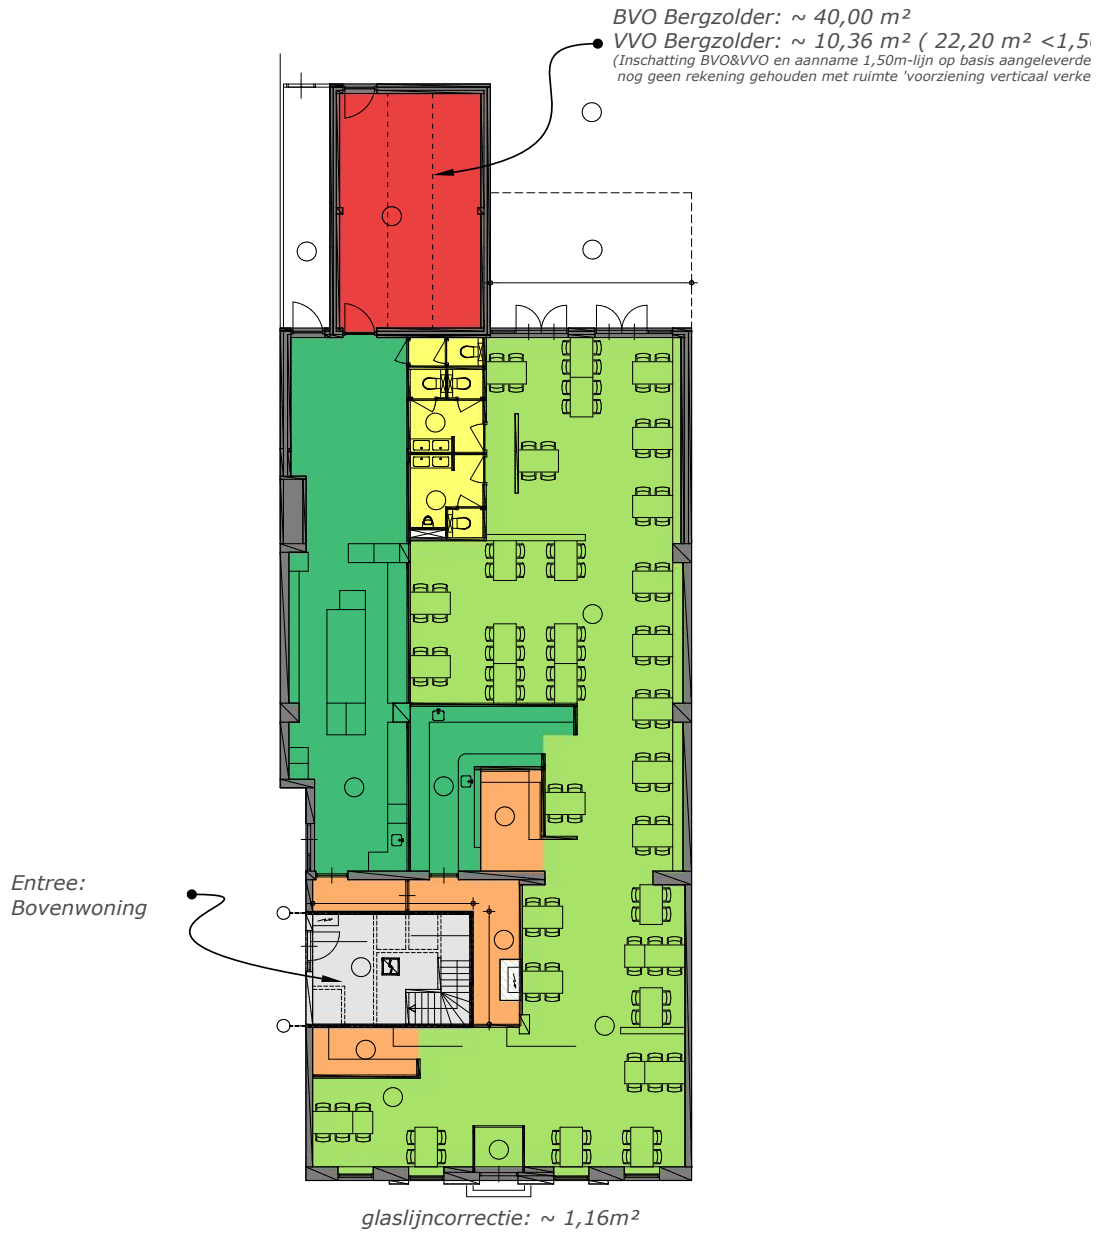 BVO Bergzolder: ~ 40,00 m²
VVO Bergzolder: ~ 10,36 m² ( 22,20 m² <1,5
(Inschatting BVO&VVO en aanname 1,50m-lijn op basis aangeleverde
nog geen rekening gehouden met ruimte 'voorziening verticaal verke
Entree:
Bovenwoning
glaslijncorrectie: ~ 1,16m²